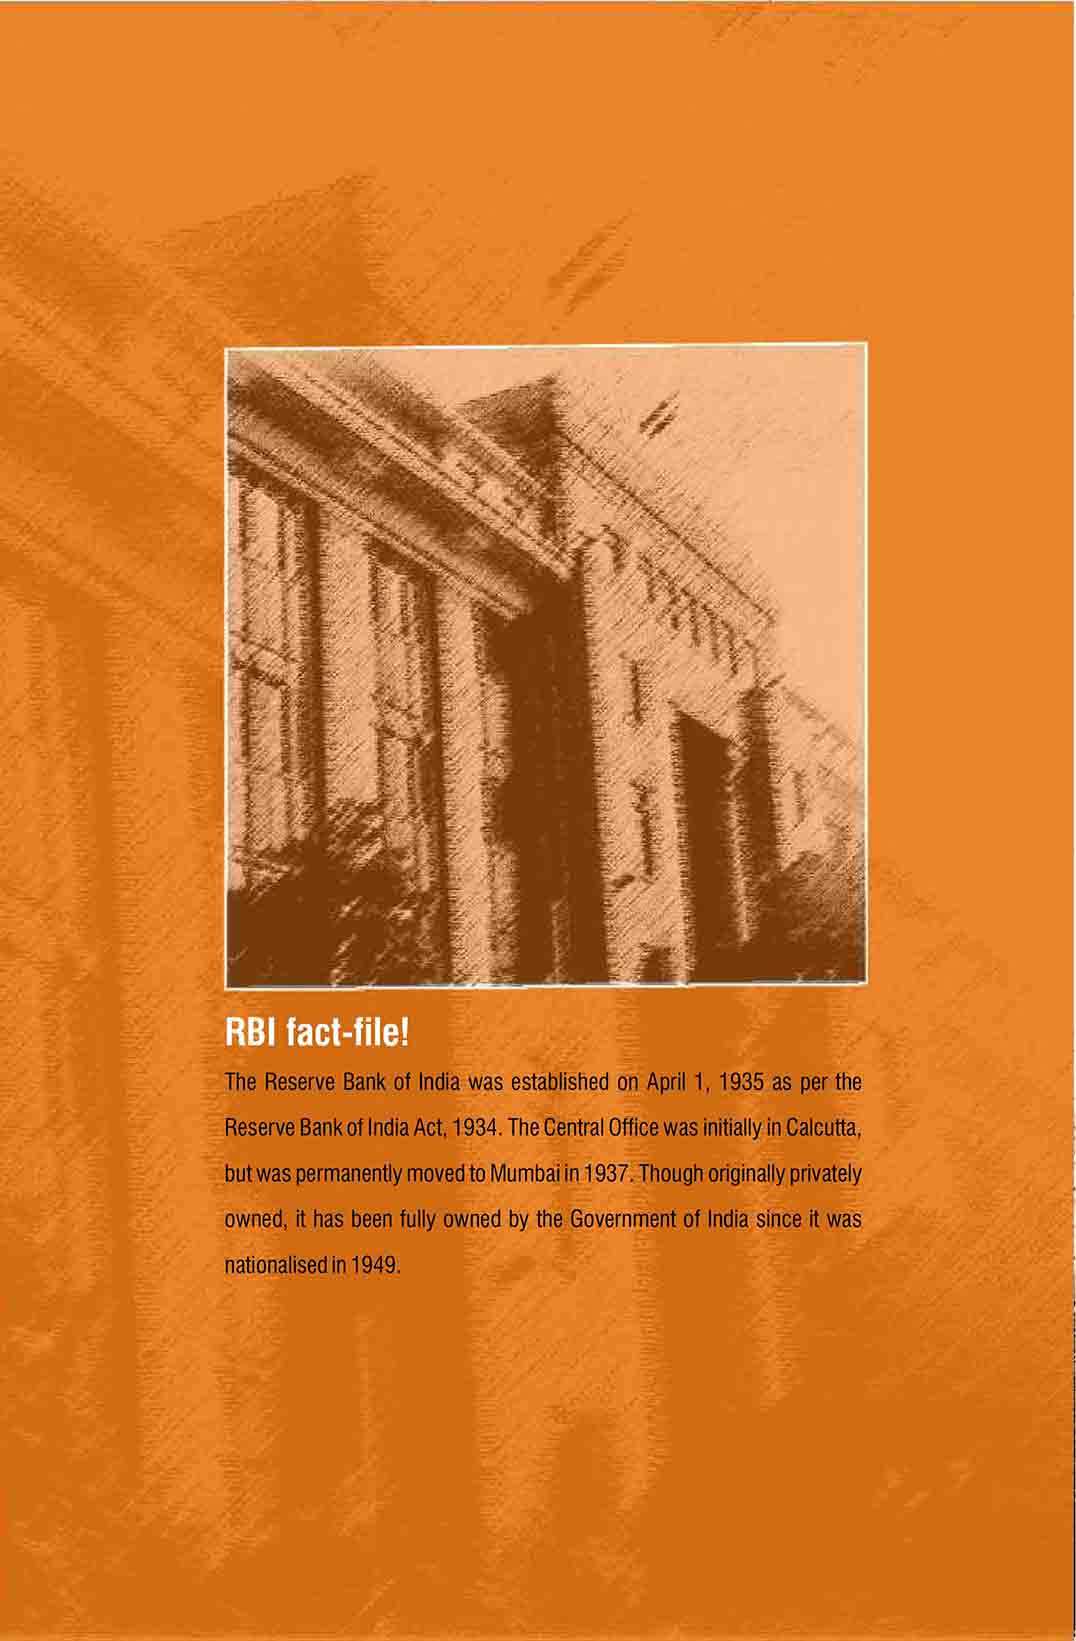 RBI fact-file!
The Reserve Bank of India was established on April 1, 1935 as per the
Reserve Bank of India Act, 1934. The Central Office was initially in Calcutta,
but was permanently moved to Mumbai in 1937. Though originally privately
owned, it has been fully owned by the Government of India since it was
nationalised in 1949.